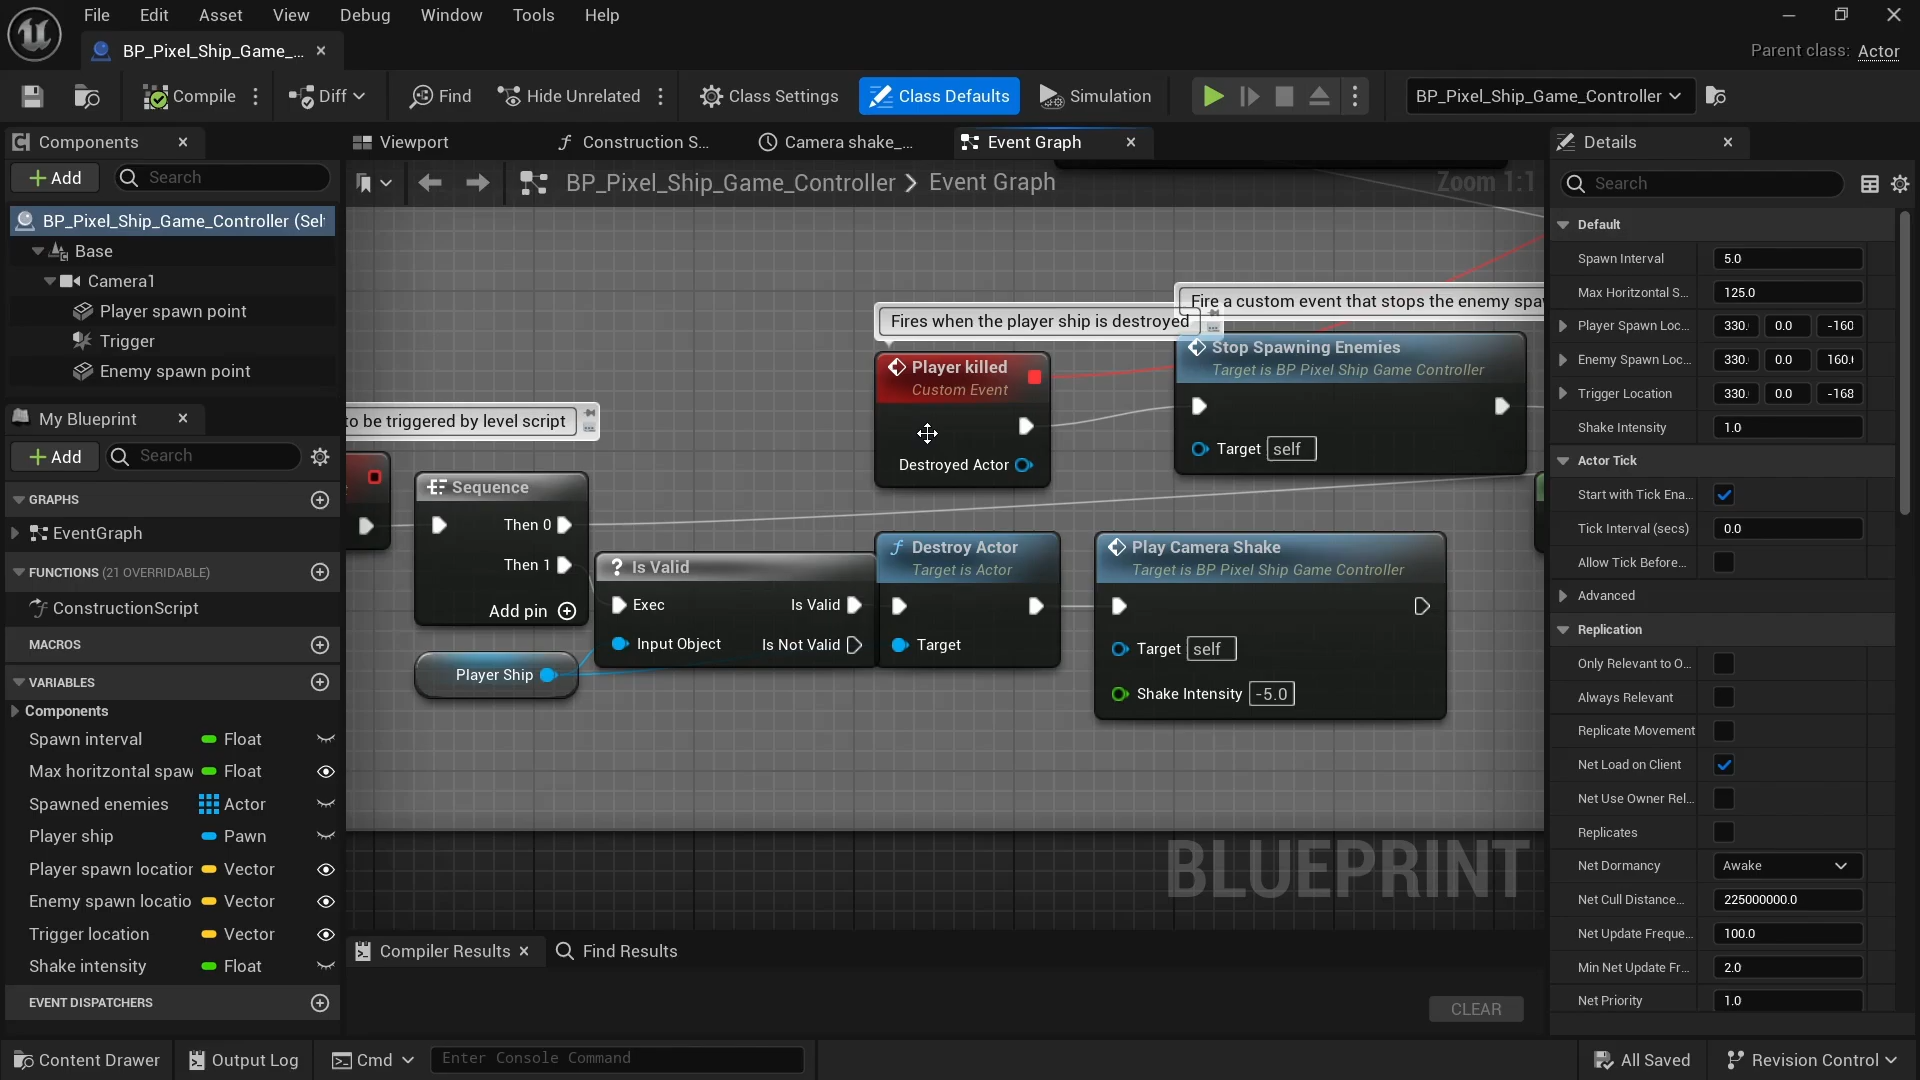 File Edit Asset View Debug Window Tools Help
BP_Pixel_Ship_Game_...
Parent class: Actor
Compile Diff Find Hide Unrelated Class Settings Class Defaults Simulation BP_Pixel_Ship_Game_Controller
Components
Viewport Construction S... Camera shake_... Event Graph
Details
Add Search
BP_Pixel_Ship_Game_Controller > Event Graph
Zoom 1:1
Search
BP_Pixel_Ship_Game_Controller (Self
Base
Camera1
Player spawn point
Trigger
Enemy spawn point
My Blueprint
Add Search
GRAPHS
EventGraph
FUNCTIONS (21 OVERRIDABLE)
ConstructionScript
MACROS
VARIABLES
Components
Spawn interval Float
Max horitzontal spaw Float
Spawned enemies Actor
Player ship Pawn
Player spawn location Vector
Enemy spawn locatio Vector
Trigger location Vector
Shake intensity Float
EVENT DISPATCHERS
to be triggered by level script
Sequence
Then 0
Then 1
Add pin
Player Ship
Is Valid
Exec Is Valid
Input Object Is Not Valid
Fires when the player ship is destroyed
Player killed
Custom Event
Destroyed Actor
Fire a custom event that stops the enemy spa
Stop Spawning Enemies
Target is BP Pixel Ship Game Controller
Target self
Destroy Actor
Target is Actor
Target
Play Camera Shake
Target is BP Pixel Ship Game Controller
Target self
Shake Intensity -5.0
BLUEPRINT
Compiler Results Find Results
CLEAR
Default
Spawn Interval 5.0
Max Horitzontal S... 125.0
Player Spawn Loc... 330. 0.0 -160
Enemy Spawn Loc... 330. 0.0 160.
Trigger Location 330. 0.0 -168
Shake Intensity 1.0
Actor Tick
Start with Tick Ena...
Tick Interval (secs) 0.0
Allow Tick Before...
Advanced
Replication
Only Relevant to O...
Always Relevant
Replicate Movement
Net Load on Client
Net Use Owner Rel...
Replicates
Net Dormancy Awake
Net Cull Distance... 225000000.0
Net Update Freque... 100.0
Min Net Update Fr... 2.0
Net Priority 1.0
Content Drawer Output Log Cmd Enter Console Command
All Saved Revision Control